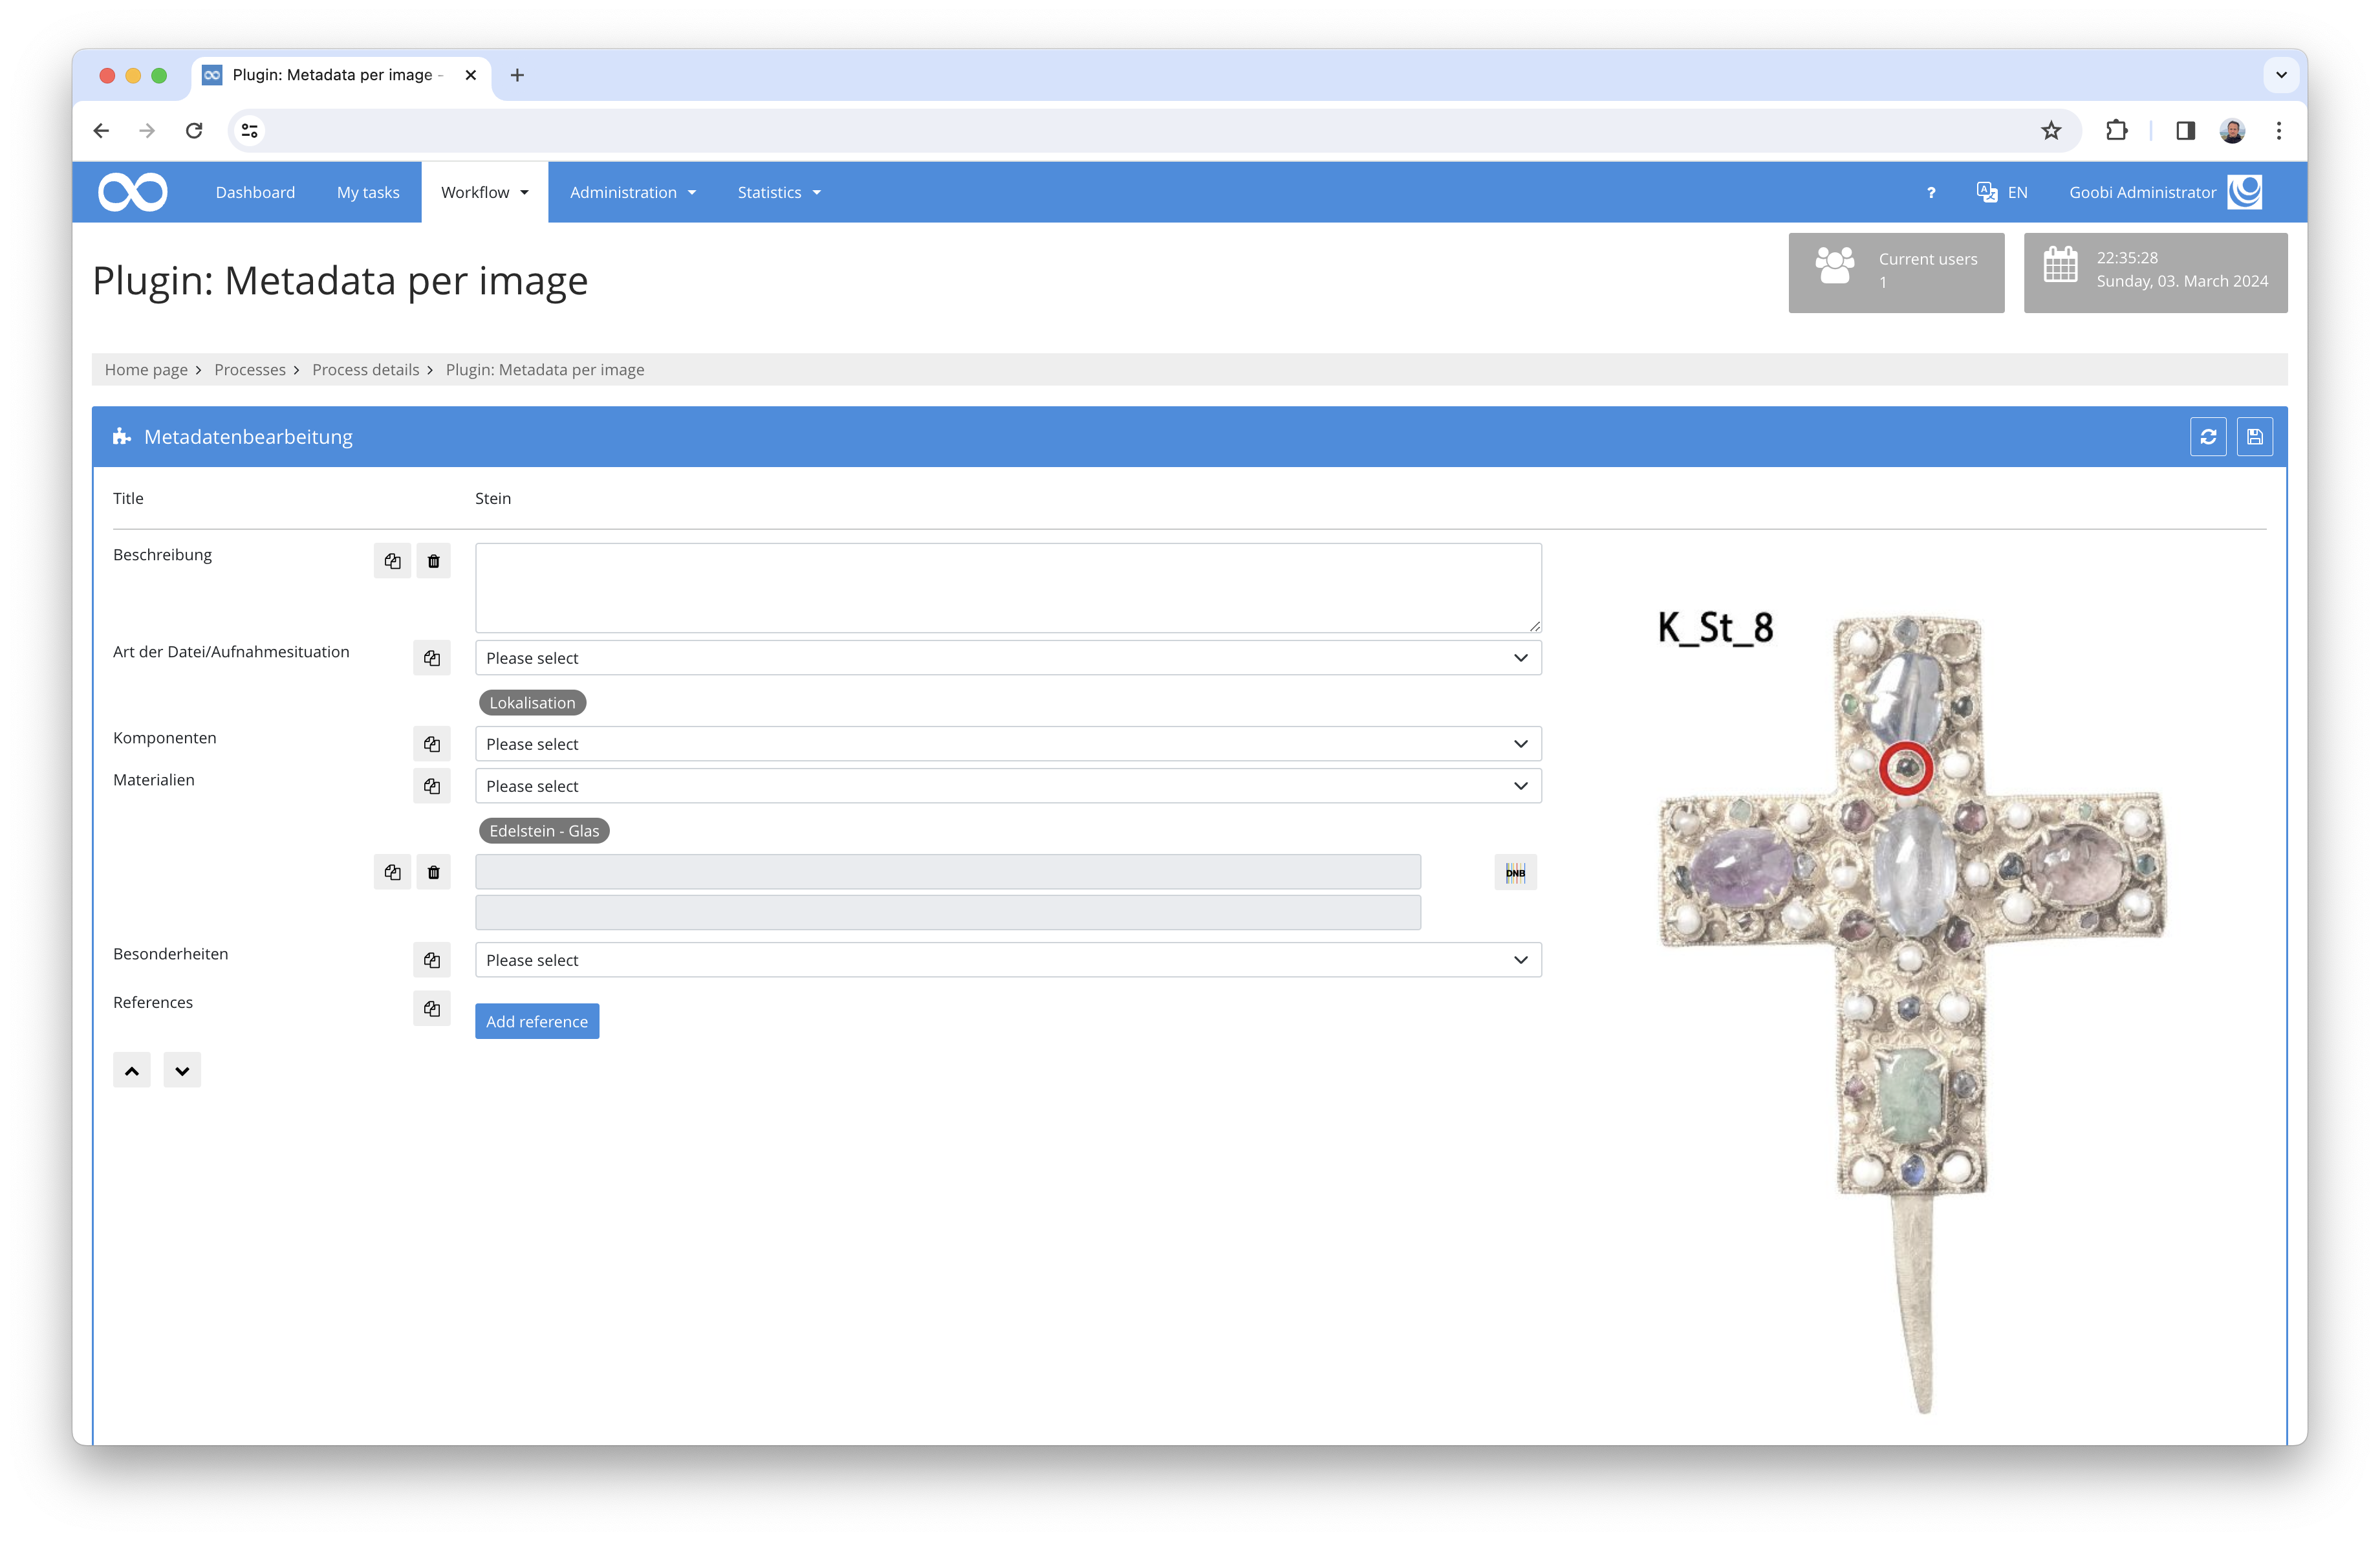 Plugin: Metadata per image -
Dashboard
My tasks
Workflow
Administration
Statistics
?
EN
Goobi Administrator
Plugin: Metadata per image
Current users
1
22:35:28
Sunday, 03. March 2024
Home page
Processes
Process details
Plugin: Metadata per image
Metadatenbearbeitung
Title
Stein
Beschreibung
K_St_8
Art der Datei/Aufnahmesituation
Please select
Lokalisation
Komponenten
Please select
Materialien
Please select
Edelstein - Glas
DNB
Besonderheiten
Please select
References
Add reference